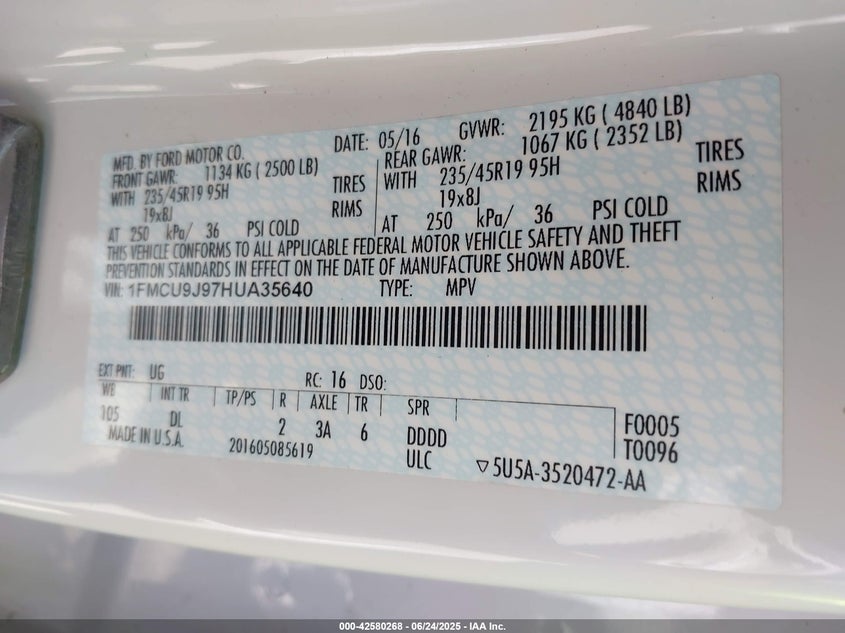 MFD. BY FORD MOTOR CO. DATE: 05/16 GVWR: 2195 KG ( 4840 LB)
FRONT GAWR: 1134 KG ( 2500 LB) REAR GAWR: 1067 KG ( 2352 LB)
WITH 235/45R19 95H TIRES WITH 235/45R19 95H TIRES
19x8J RIMS 19x8J RIMS
AT 250 kPa/ 36 PSI COLD AT 250 kPa/ 36 PSI COLD
THIS VEHICLE CONFORMS TO ALL APPLICABLE FEDERAL MOTOR VEHICLE SAFETY AND THEFT
PREVENTION STANDARDS IN EFFECT ON THE DATE OF MANUFACTURE SHOWN ABOVE.
VIN: 1FMCU9J97HUA35640 TYPE: MPV
EXT PNT: UG RC: 16 DSO:
WB INT TR TP/PS R AXLE TR SPR
105 DL 2 3A 6 DDDD F0005
MADE IN U.S.A. 201605085619 ULC T0096
▽5U5A-3520472-AA
000-42580268 - 06/24/2025 - IAA Inc.